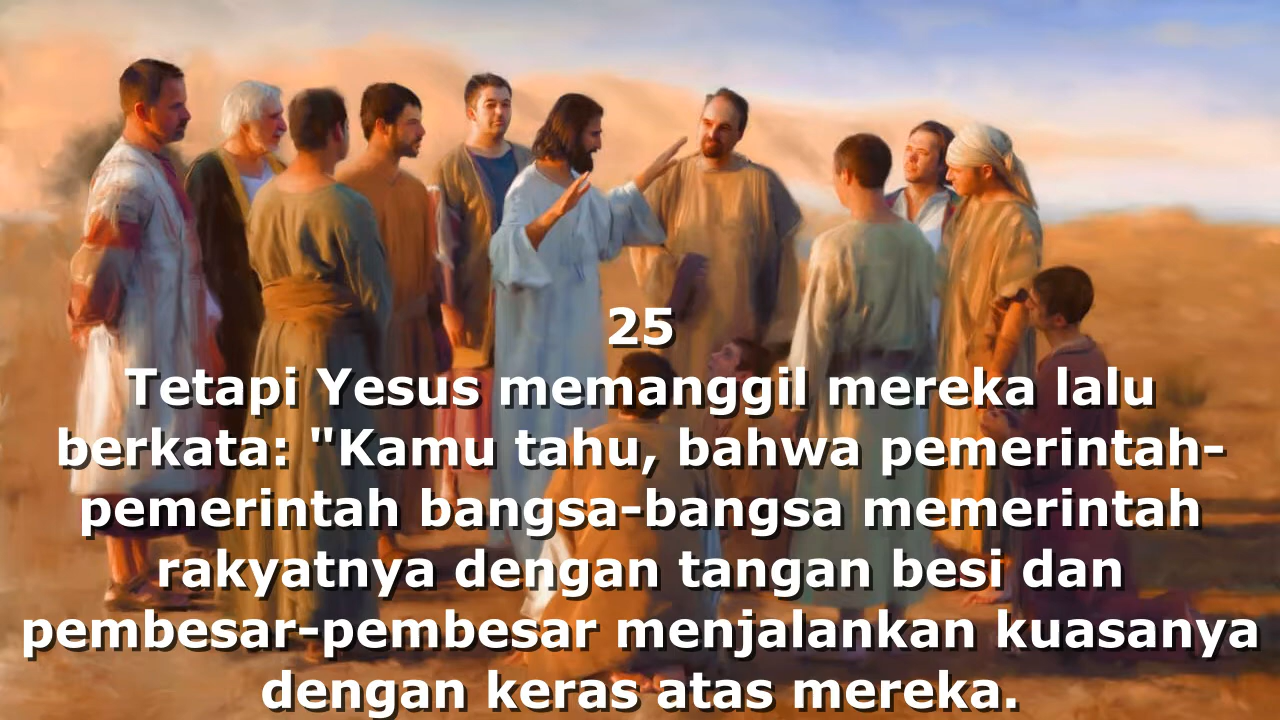 25
Tetapi Yesus memanggil mereka lalu
berkata: "Kamu tahu, bahwa pemerintah-
pemerintah bangsa-bangsa memerintah
rakyatnya dengan tangan besi dan
pembesar-pembesar menjalankan kuasanya
dengan keras atas mereka.